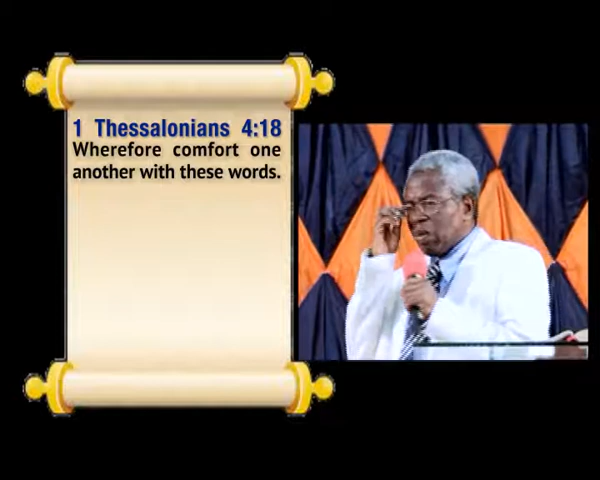 1 Thessalonians 4:18
Wherefore comfort one
another with these words.